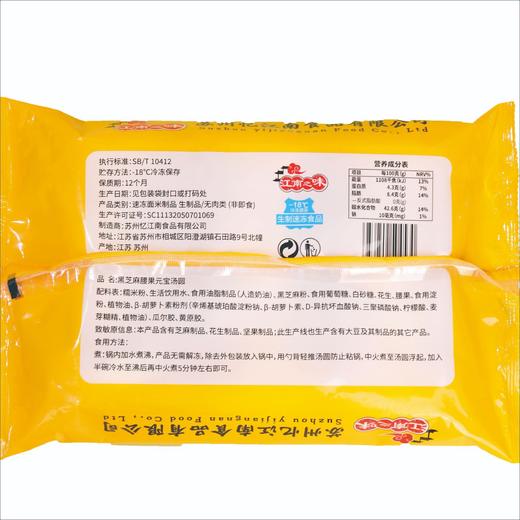 苏州忆江南食品有限公司
Suzhou yijiangnan Food Co., Ltd
江南之味
执行标准: SB/T 10412
贮存方法: -18℃冷冻保存
保质期: 12个月
生产日期: 见包装袋封口或打码处
产品类别: 速冻面米制品 生制品/无肉类 (非即食)
生产许可证号: SC11132050701069
制造商: 苏州忆江南食品有限公司
地址: 江苏省苏州市相城区阳澄湖镇石田路9号北幢
产地: 江苏 苏州
江南之味
-18℃
生制速冻食品
营养成分表
项目 每100克(g) NRV%
能量 1108千焦(kJ) 13%
蛋白质 4.3克(g) 7%
脂肪 8.4克(g) 14%
—反式脂肪酸 0克(g)
碳水化合物 42.6克(g) 14%
钠 10毫克(mg) 1%
品名: 黑芝麻腰果元宝汤圆
配料: 糯米粉、生活饮用水、食用油脂制品(人造奶油)、黑芝麻粉、食用葡萄糖、白砂糖、花生、腰果、食用淀
粉、植物油、β-胡萝卜素粉剂(辛烯基琥珀酸淀粉钠、β-胡萝卜素、D-异抗坏血酸钠、三聚磷酸钠、柠檬酸、麦
芽糊精、植物油)、瓜尔胶、黄原胶。
致敏原信息: 本产品含有芝麻制品、花生制品、坚果制品;此生产线也生产含有大豆及其制品的其它产品。
食用方法:
煮: 锅内加水煮沸,产品无需解冻,除去外包装放入锅中,用勺背轻推汤圆防止粘锅,中火煮至汤圆浮起,加入
半碗冷水至沸后再中火煮5分钟左右即可。
江南之味
Suzhou yijiangnan Food Co., Ltd
苏州忆江南食品有限公司